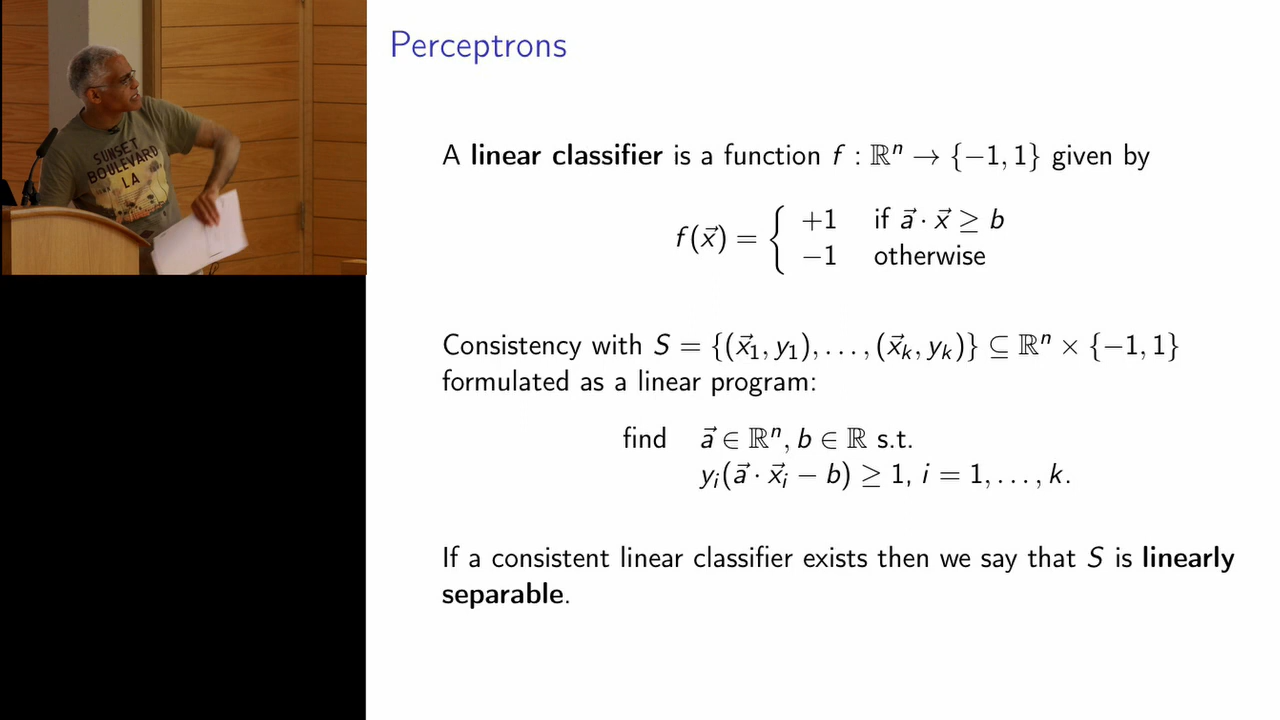 Perceptrons
SUNSET
BOULEVARD
LA
A linear classifier is a function f : ℝⁿ → {−1, 1} given by
f(x⃗) = { +1 if a⃗ · x⃗ ≥ b
−1 otherwise
Consistency with S = {(x⃗₁, y₁), . . . , (x⃗ₖ, yₖ)} ⊆ ℝⁿ × {−1, 1}
formulated as a linear program:
find a⃗ ∈ ℝⁿ, b ∈ ℝ s.t.
yᵢ(a⃗ · x⃗ᵢ − b) ≥ 1, i = 1, . . . , k.
If a consistent linear classifier exists then we say that S is linearly
separable.